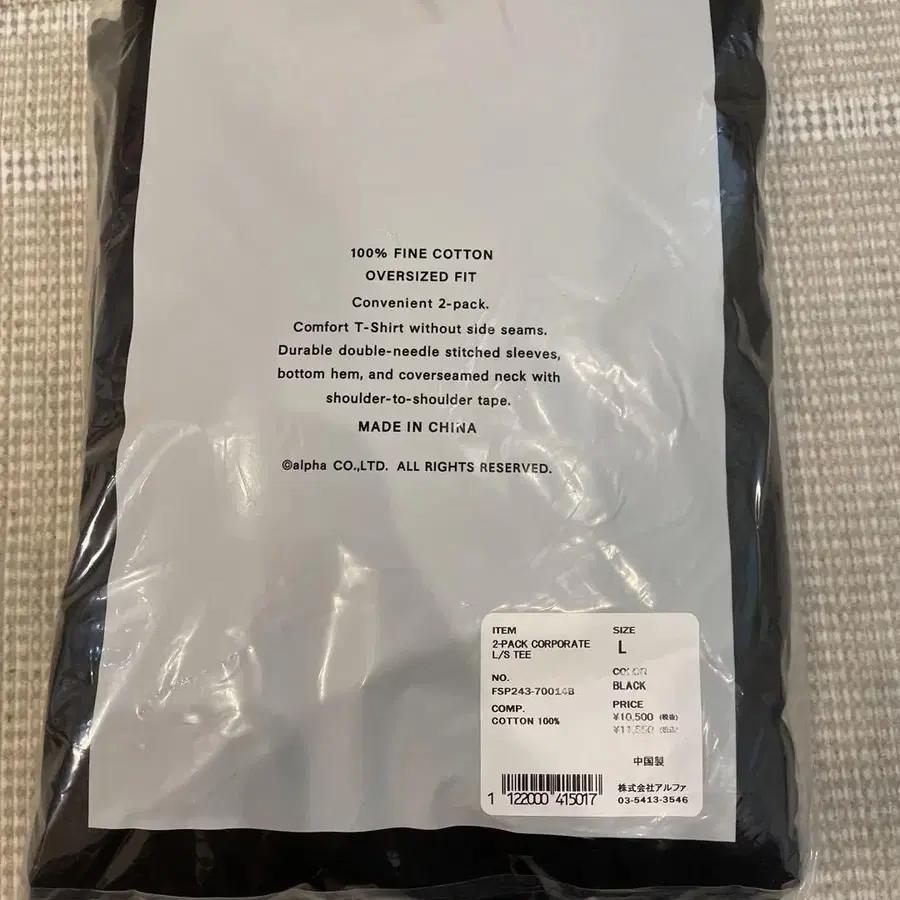 100% FINE COTTON
OVERSIZED FIT
Convenient 2-pack.
Comfort T-Shirt without side seams.
Durable double-needle stitched sleeves,
bottom hem, and coverseamed neck with
shoulder-to-shoulder tape.
MADE IN CHINA
©alpha CO.,LTD. ALL RIGHTS RESERVED.
ITEM
2-PACK CORPORATE
L/S TEE
NO.
FSP243-70014B
COMP.
COTTON 100%
SIZE
L
COLOR
BLACK
PRICE
¥10,500 (税抜)
¥11,550 (税込)
中国製
株式会社アルファ
03-5413-3546
1 122000 415017